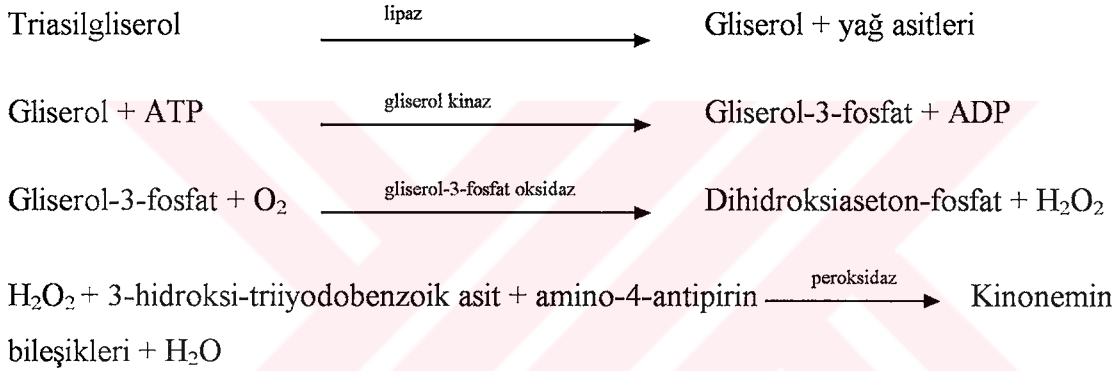 Triasilgliserol lipaz Gliserol + yağ asitleri
Gliserol + ATP gliserol kinaz Gliserol-3-fosfat + ADP
Gliserol-3-fosfat + O₂ gliserol-3-fosfat oksidaz Dihidroksiaseton-fosfat + H₂O₂
H₂O₂ + 3-hidroksi-triiyodobenzoik asit + amino-4-antipirin peroksidaz Kinonemin
bileşikleri + H₂O